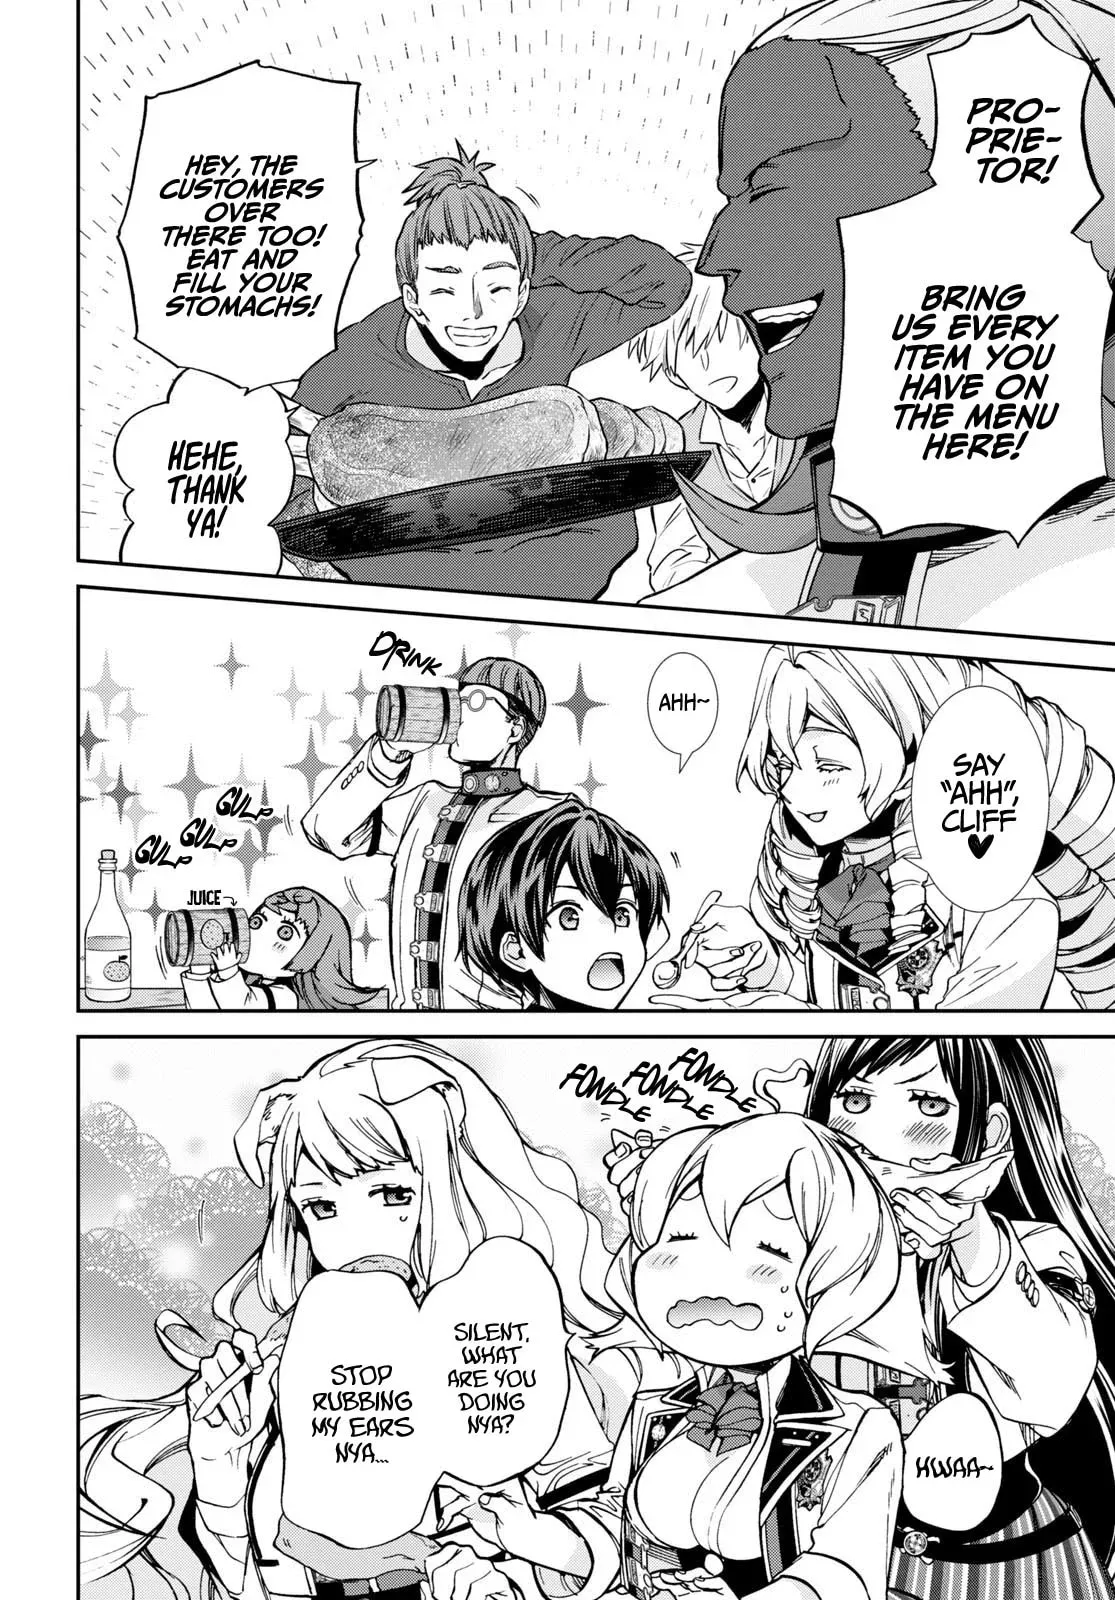 PRO-
PRIE-
TOR!
BRING
US EVERY
ITEM YOU
HAVE ON
THE MENU
HERE!
HEY, THE
CUSTOMERS
OVER
THERE TOO!
EAT AND
FILL YOUR
STOMACHS!
HEHE,
THANK
YA!
SAY
"AHH",
CLIFF
♥
AHH~
DRINK
GULP
GULP
GULP
JUICE
FONDLE
FONDLE
FONDLE
FONDLE
FONDLE
HWAA~
SILENT,
WHAT
ARE YOU
DOING
NYA?
STOP
RUBBING
MY EARS
NYA...